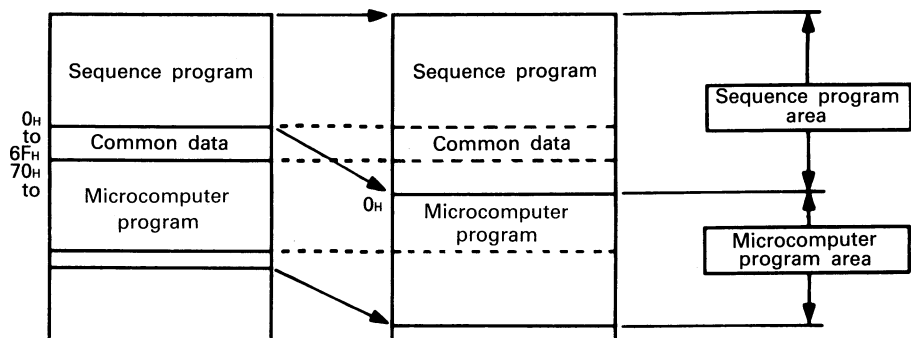 Sequence program
Sequence program
Sequence program
area
0H
to
6FH
70H
to
Common data
Common data
Microcomputer
program
0H
Microcomputer
program
Microcomputer
program area